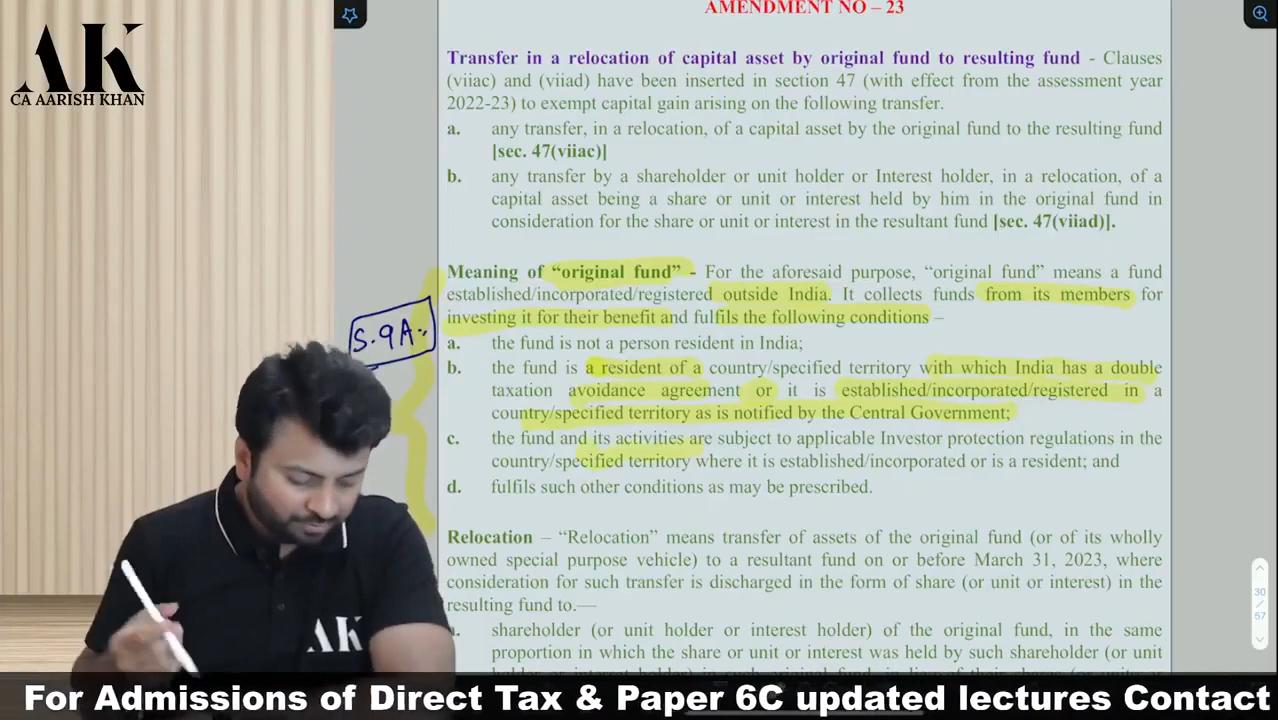 AK
CA AARISH KHAN
AMENDMENT NO – 23
Transfer in a relocation of capital asset by original fund to resulting fund - Clauses
(viiac) and (viiad) have been inserted in section 47 (with effect from the assessment year
2022-23) to exempt capital gain arising on the following transfer.
a. any transfer, in a relocation, of a capital asset by the original fund to the resulting fund
[sec. 47(viiac)]
b. any transfer by a shareholder or unit holder or Interest holder, in a relocation, of a
capital asset being a share or unit or interest held by him in the original fund in
consideration for the share or unit or interest in the resultant fund [sec. 47(viiad)].
Meaning of “original fund” - For the aforesaid purpose, “original fund” means a fund
established/incorporated/registered outside India. It collects funds from its members for
investing it for their benefit and fulfils the following conditions –
S.9A
a. the fund is not a person resident in India;
b. the fund is a resident of a country/specified territory with which India has a double
taxation avoidance agreement or it is established/incorporated/registered in a
country/specified territory as is notified by the Central Government;
c. the fund and its activities are subject to applicable Investor protection regulations in the
country/specified territory where it is established/incorporated or is a resident; and
d. fulfils such other conditions as may be prescribed.
Relocation – “Relocation” means transfer of assets of the original fund (or of its wholly
owned special purpose vehicle) to a resultant fund on or before March 31, 2023, where
consideration for such transfer is discharged in the form of share (or unit or interest) in the
resulting fund to.—
shareholder (or unit holder or interest holder) of the original fund, in the same
proportion in which the share or unit or interest was held by such shareholder (or unit
30
/
57
AK
For Admissions of Direct Tax & Paper 6C updated lectures Contact